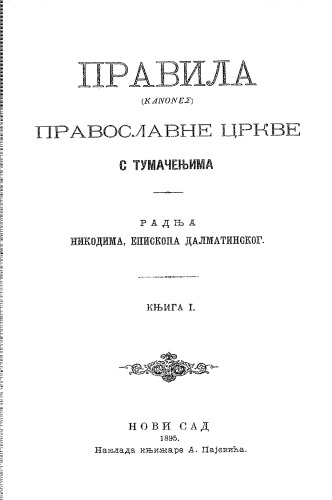 ПРАВИЛА
(ΚΑΝΟΝΕΣ)
ПРАВОСЛАВНЕ ЦРКВЕ
С ТУМАЧЕЊИМА
РАДЊА
НИКОДИМА, ЕПИСКОПА ДАЛМАТИНСКОГ.
КЊИГА I.
НОВИ САД
1895.
Наклада књижаре А. Пајевића.